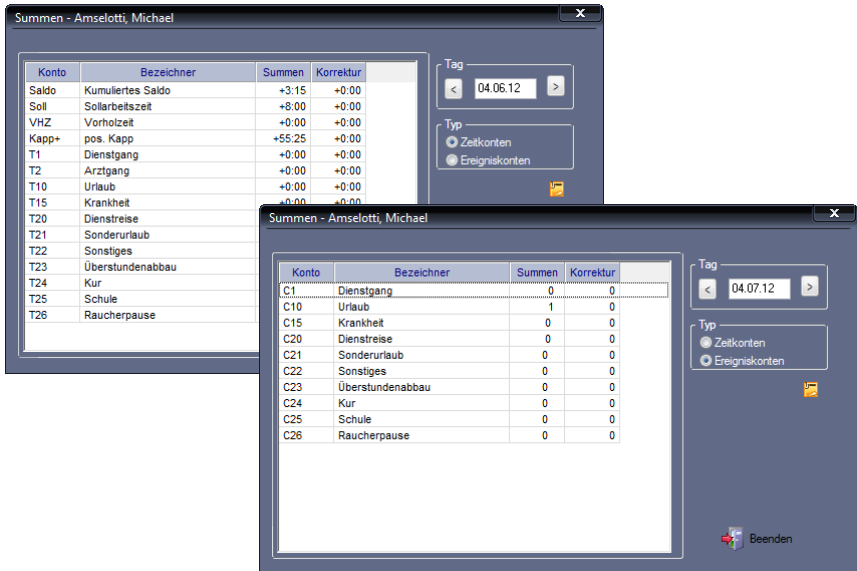 Summen - Amselotti, Michael
x
Konto Bezeichner Summen Korrektur
Saldo Kumuliertes Saldo +3:15 +0:00
Soll Sollarbeitszeit +8:00 +0:00
VHZ Vorholzeit +0:00 +0:00
Kapp+ pos. Kapp +55:25 +0:00
T1 Dienstgang +0:00 +0:00
T2 Arztgang +0:00 +0:00
T10 Urlaub +0:00 +0:00
T15 Krankheit +0:00 +0:00
T20 Dienstreise
T21 Sonderurlaub
T22 Sonstiges
T23 Überstundenabbau
T24 Kur
T25 Schule
T26 Raucherpause
Tag
< 04.06.12 >
Typ
Zeitkonten
Ereigniskonten
Summen - Amselotti, Michael
x
Konto Bezeichner Summen Korrektur
C1 Dienstgang 0 0
C10 Urlaub 1 0
C15 Krankheit 0 0
C20 Dienstreise 0 0
C21 Sonderurlaub 0 0
C22 Sonstiges 0 0
C23 Überstundenabbau 0 0
C24 Kur 0 0
C25 Schule 0 0
C26 Raucherpause 0 0
Tag
< 04.07.12 >
Typ
Zeitkonten
Ereigniskonten
Beenden